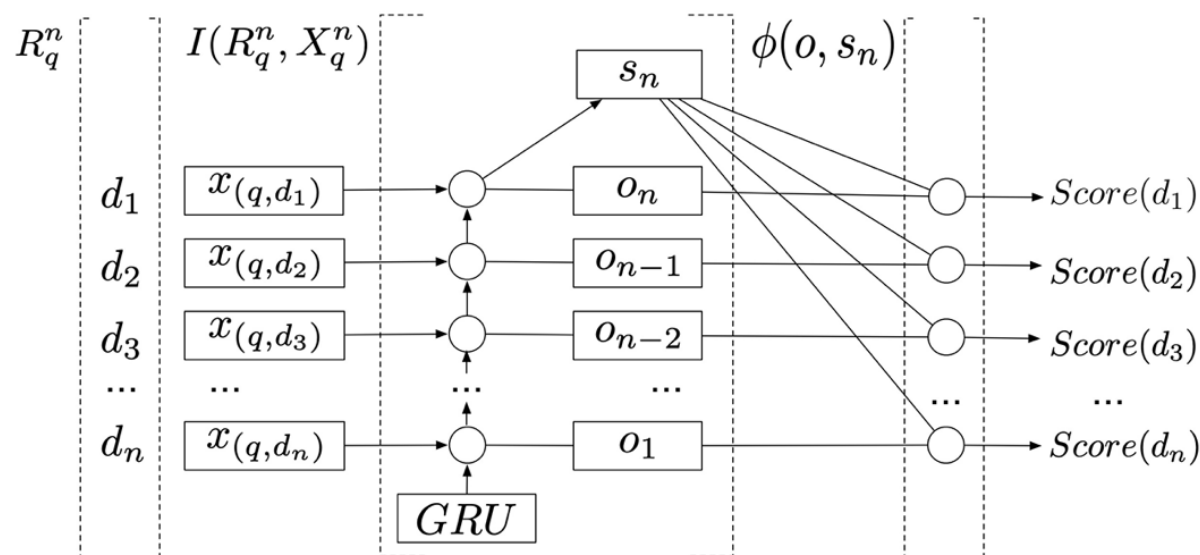 R_q^n I(R_q^n, X_q^n) ϕ(o, s_n)
s_n
d_1 x_(q,d_1) o_n Score(d_1)
d_2 x_(q,d_2) o_{n−1} Score(d_2)
d_3 x_(q,d_3) o_{n−2} Score(d_3)
... ... ... ... ... ...
d_n x_(q,d_n) o_1 Score(d_n)
GRU